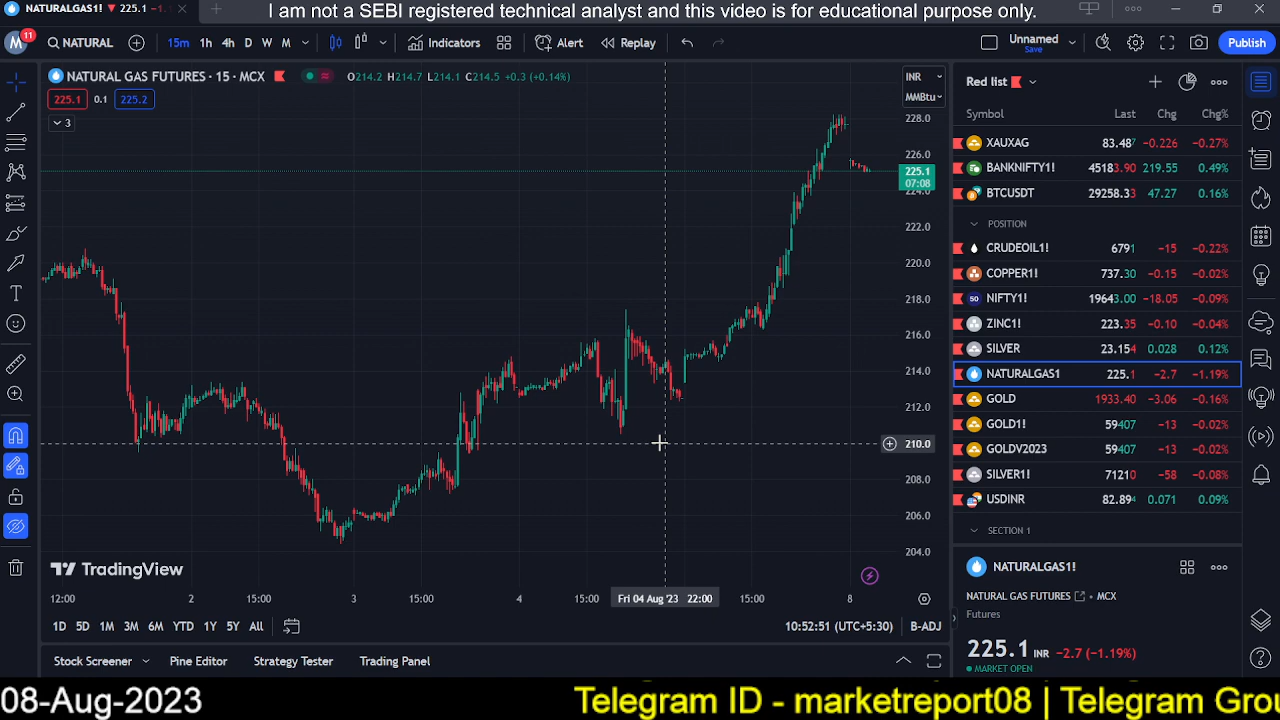 NATURALGAS1! ▼ 225.1 −1.
I am not a SEBI registered technical analyst and this video is for educational purpose only.
M 11 NATURAL 15m 1h 4h D W M Indicators Alert Replay Unnamed Save Publish
NATURAL GAS FUTURES · 15 · MCX O214.2 H214.7 L214.1 C214.5 +0.3 (+0.14%)
225.1 0.1 225.2
3
INR
MMBtu
228.0
226.0
225.1
07:08
224.0
222.0
220.0
218.0
216.0
214.0
212.0
210.0
208.0
206.0
204.0
TradingView
12:00 2 15:00 3 15:00 4 15:00 Fri 04 Aug '23 22:00 15:00 8
1D 5D 1M 3M 6M YTD 1Y 5Y All 10:52:51 (UTC+5:30) B-ADJ
Stock Screener Pine Editor Strategy Tester Trading Panel
Red list
Symbol Last Chg Chg%
XAUXAG 83.487 −0.226 −0.27%
BANKNIFTY1! 45183.90 219.55 0.49%
BTCUSDT 29258.33 47.27 0.16%
POSITION
CRUDEOIL1! 6791 −15 −0.22%
COPPER1! 737.30 −0.15 −0.02%
50 NIFTY1! 19643.00 −18.05 −0.09%
ZINC1! 223.35 −0.10 −0.04%
SILVER 23.154 0.028 0.12%
NATURALGAS1 225.1 −2.7 −1.19%
GOLD 1933.40 −3.06 −0.16%
GOLD1! 59407 −13 −0.02%
GOLDV2023 59407 −13 −0.02%
SILVER1! 71210 −58 −0.08%
USDINR 82.894 0.071 0.09%
SECTION 1
NATURALGAS1!
NATURAL GAS FUTURES • MCX
Futures
225.1 INR −2.7 (−1.19%)
MARKET OPEN
08-Aug-2023
Telegram ID - marketreport08 | Telegram Grou